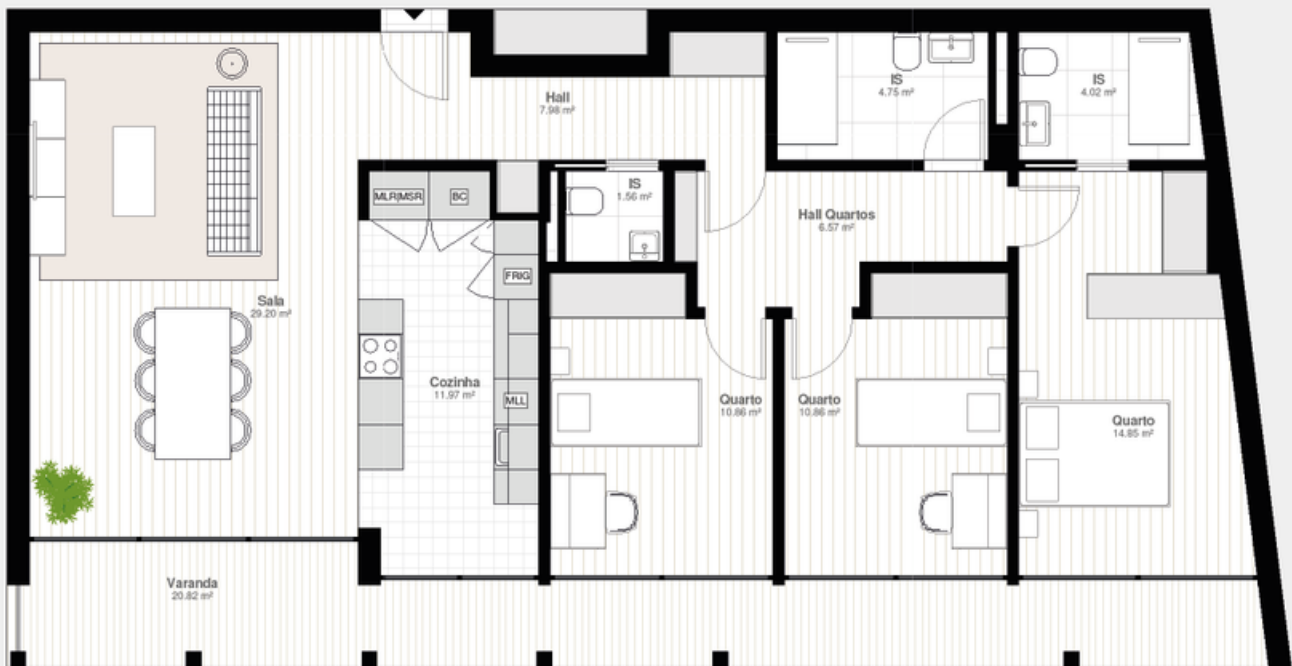 Hall
7.98 m²
IS
4.75 m²
IS
4.02 m²
MLR|MSR
BC
IS
1.56 m²
Hall Quartos
6.57 m²
FRIG
Sala
29.20 m²
Cozinha
11.97 m²
MLL
Quarto
10.86 m²
Quarto
10.86 m²
Quarto
14.85 m²
Varanda
20.82 m²